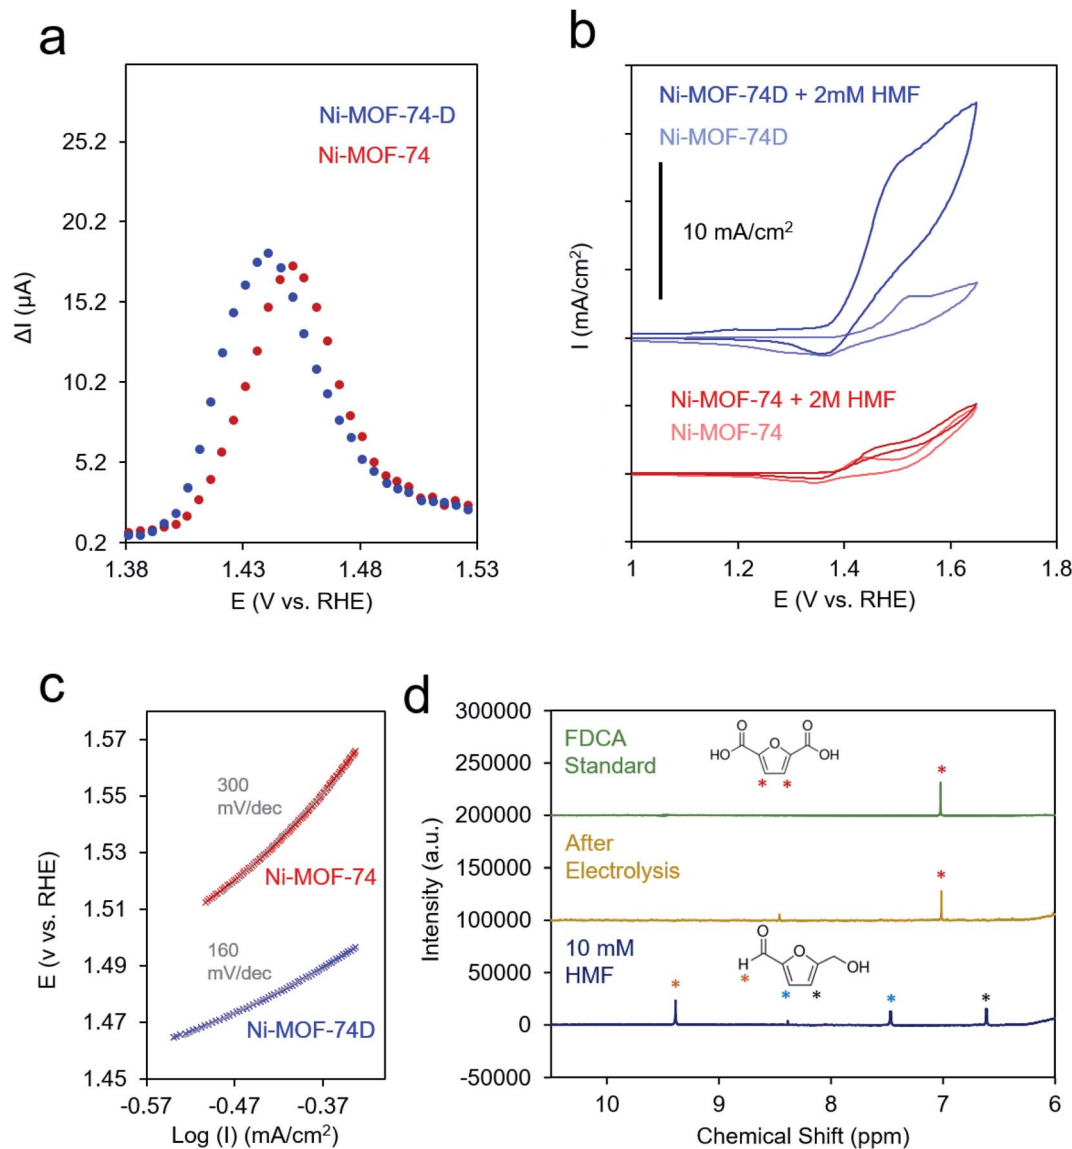 a
Ni-MOF-74-D
Ni-MOF-74
25.2
20.2
15.2
10.2
5.2
0.2
1.38
1.43
1.48
1.53
ΔI (μA)
E (V vs. RHE)
b
Ni-MOF-74D + 2mM HMF
Ni-MOF-74D
10 mA/cm²
Ni-MOF-74 + 2M HMF
Ni-MOF-74
I (mA/cm²)
1
1.2
1.4
1.6
1.8
E (V vs. RHE)
c
1.57
1.55
1.53
1.51
1.49
1.47
1.45
300
mV/dec
Ni-MOF-74
160
mV/dec
Ni-MOF-74D
E (v vs. RHE)
-0.57
-0.47
-0.37
Log (I) (mA/cm²)
d
300000
250000
200000
150000
100000
50000
0
-50000
Intensity (a.u.)
FDCA
Standard
O
O
HO
O
OH
*
*
*
After
Electrolysis
*
10 mM
HMF
O
H
O
OH
*
*
*
*
*
*
10
9
8
7
6
Chemical Shift (ppm)